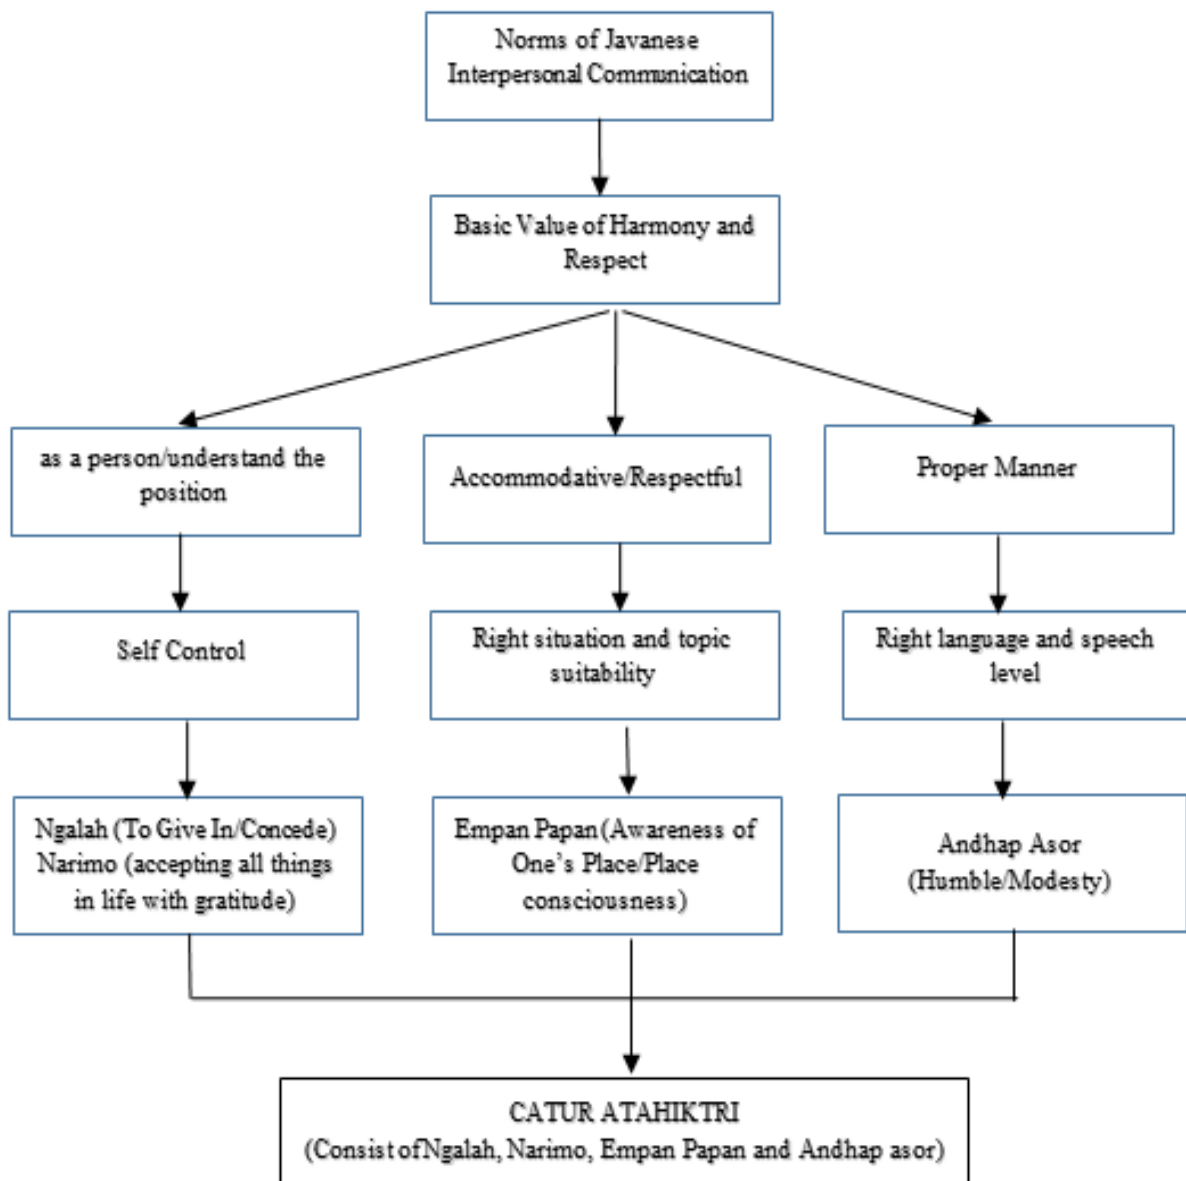 Norms of Javanese
Interpersonal Communication
Basic Value of Harmony and
Respect
as a person/understand the
position
Accommodative/Respectful
Proper Manner
Self Control
Right situation and topic
suitability
Right language and speech
level
Ngalah (To Give In/Concede)
Narimo (accepting all things
in life with gratitude)
Empan Papan (Awareness of
One's Place/Place
consciousness)
Andhap Asor
(Humble/Modesty)
CATUR ATAHIKTRI
(Consist of Ngalah, Narimo, Empan Papan and Andhap asor)